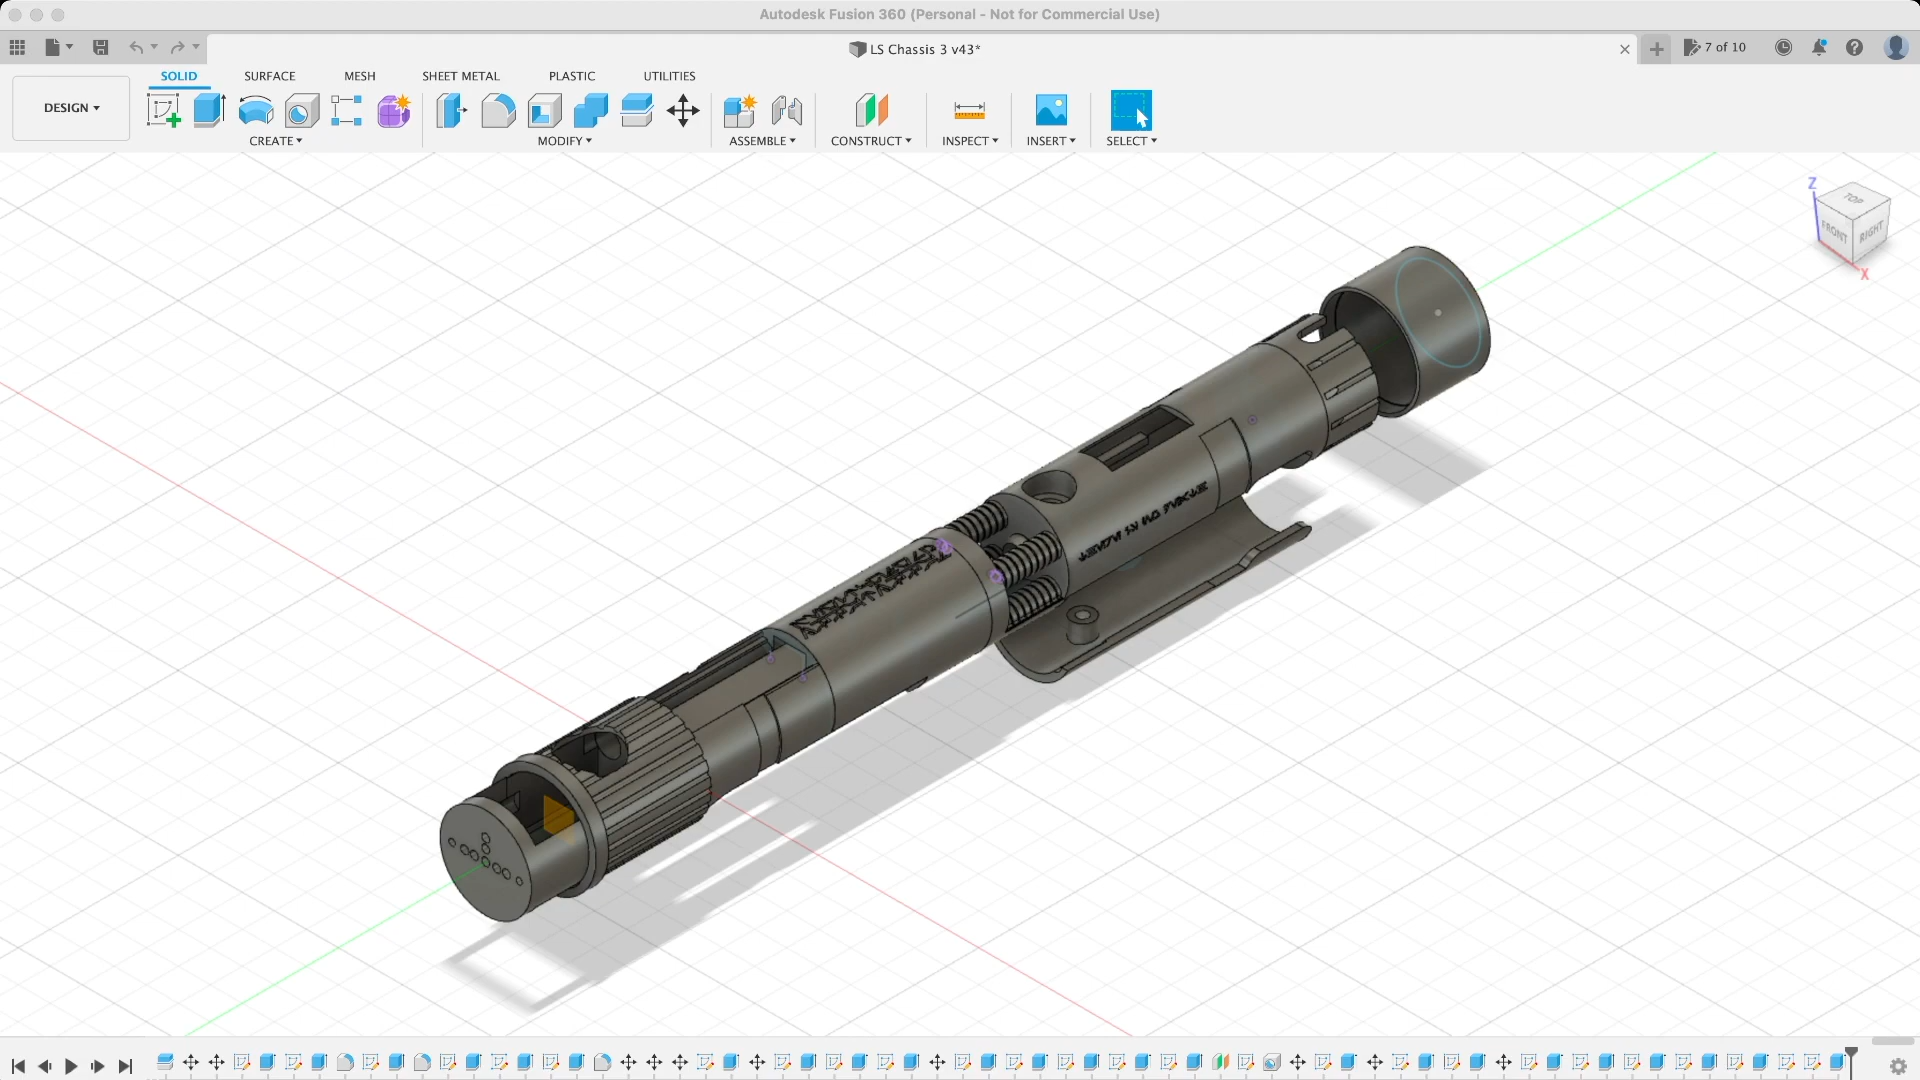 Autodesk Fusion 360 (Personal - Not for Commercial Use)
LS Chassis 3 v43*
7 of 10
SOLID
SURFACE
MESH
SHEET METAL
PLASTIC
UTILITIES
DESIGN
CREATE
MODIFY
ASSEMBLE
CONSTRUCT
INSPECT
INSERT
SELECT
Z
TOP
FRONT
RIGHT
X